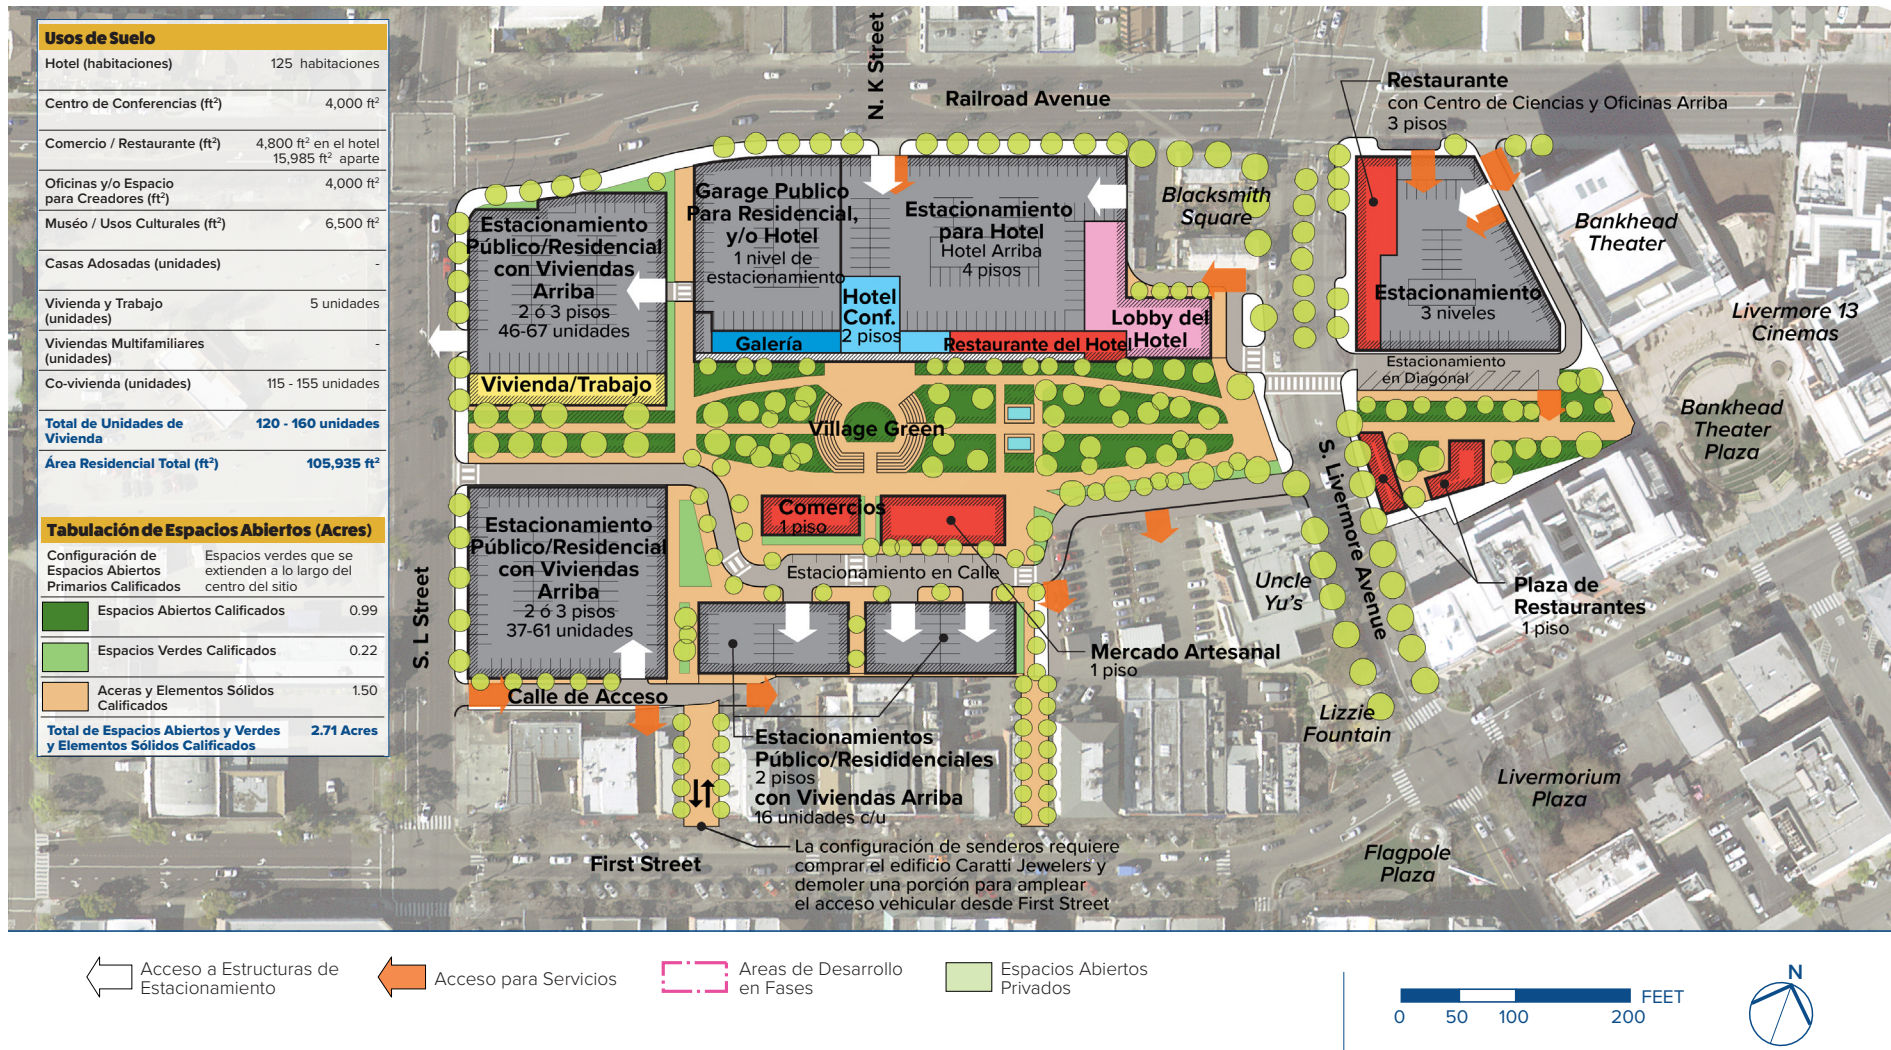 Usos de Suelo
Hotel (habitaciones) 125 habitaciones
Centro de Conferencias (ft²) 4,000 ft²
Comercio / Restaurante (ft²) 4,800 ft² en el hotel
15,985 ft² aparte
Oficinas y/o Espacio
para Creadores (ft²) 4,000 ft²
Muséo / Usos Culturales (ft²) 6,500 ft²
Casas Adosadas (unidades) -
Vivienda y Trabajo
(unidades) 5 unidades
Viviendas Multifamiliares
(unidades) -
Co-vivienda (unidades) 115 - 155 unidades
Total de Unidades de
Vivienda 120 - 160 unidades
Área Residencial Total (ft²) 105,935 ft²
Tabulación de Espacios Abiertos (Acres)
Configuración de
Espacios Abiertos
Primarios Calificados
Espacios verdes que se
extienden a lo largo del
centro del sitio
Espacios Abiertos Calificados 0.99
Espacios Verdes Calificados 0.22
Aceras y Elementos Sólidos
Calificados 1.50
Total de Espacios Abiertos y Verdes
y Elementos Sólidos Calificados 2.71 Acres
N. K Street
Railroad Avenue
Restaurante
con Centro de Ciencias y Oficinas Arriba
3 pisos
Estacionamiento
Público/Residencial
con Viviendas
Arriba
2 ó 3 pisos
46-67 unidades
Vivienda/Trabajo
Garage Publico
Para Residencial,
y/o Hotel
1 nivel de
estacionamiento
Estacionamiento
para Hotel
Hotel Arriba
4 pisos
Hotel
Conf.
2 pisos
Galería
Restaurante del Hotel
Lobby del
Hotel
Blacksmith
Square
Estacionamiento
3 niveles
Estacionamiento
en Diagonal
Bankhead
Theater
Livermore 13
Cinemas
Bankhead
Theater
Plaza
Village Green
S. Livermore Avenue
Comercios
1 piso
Estacionamiento en Calle
Estacionamiento
Público/Residencial
con Viviendas
Arriba
2 ó 3 pisos
37-61 unidades
S. L Street
Uncle
Yu's
Plaza de
Restaurantes
1 piso
Mercado Artesanal
1 piso
Calle de Acceso
Lizzie
Fountain
Estacionamientos
Público/Resididenciales
2 pisos
con Viviendas Arriba
16 unidades c/u
Livermorium
Plaza
La configuración de senderos requiere
comprar el edificio Caratti Jewelers y
demoler una porción para amplear
el acceso vehicular desde First Street
First Street
Flagpole
Plaza
Acceso a Estructuras de
Estacionamiento
Acceso para Servicios
Areas de Desarrollo
en Fases
Espacios Abiertos
Privados
FEET
0 50 100 200
N